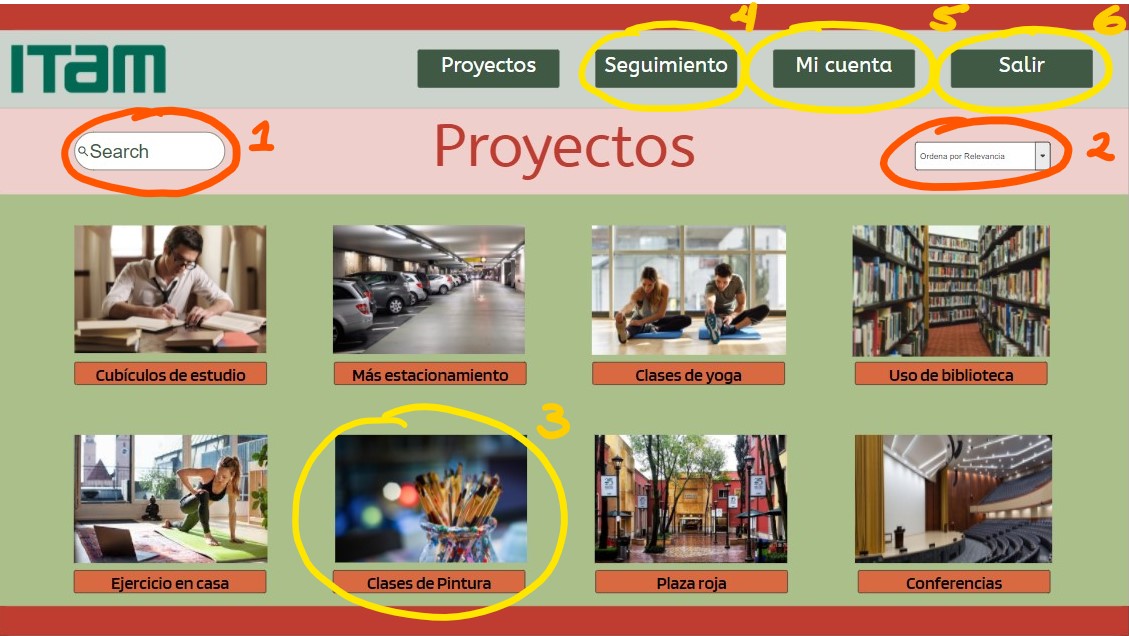 4 5 6
ITAM
Proyectos Seguimiento Mi cuenta Salir
Search 1 Proyectos Ordena por Relevancia 2
Cubículos de estudio Más estacionamiento Clases de yoga Uso de biblioteca
3
Ejercicio en casa Clases de Pintura Plaza roja Conferencias